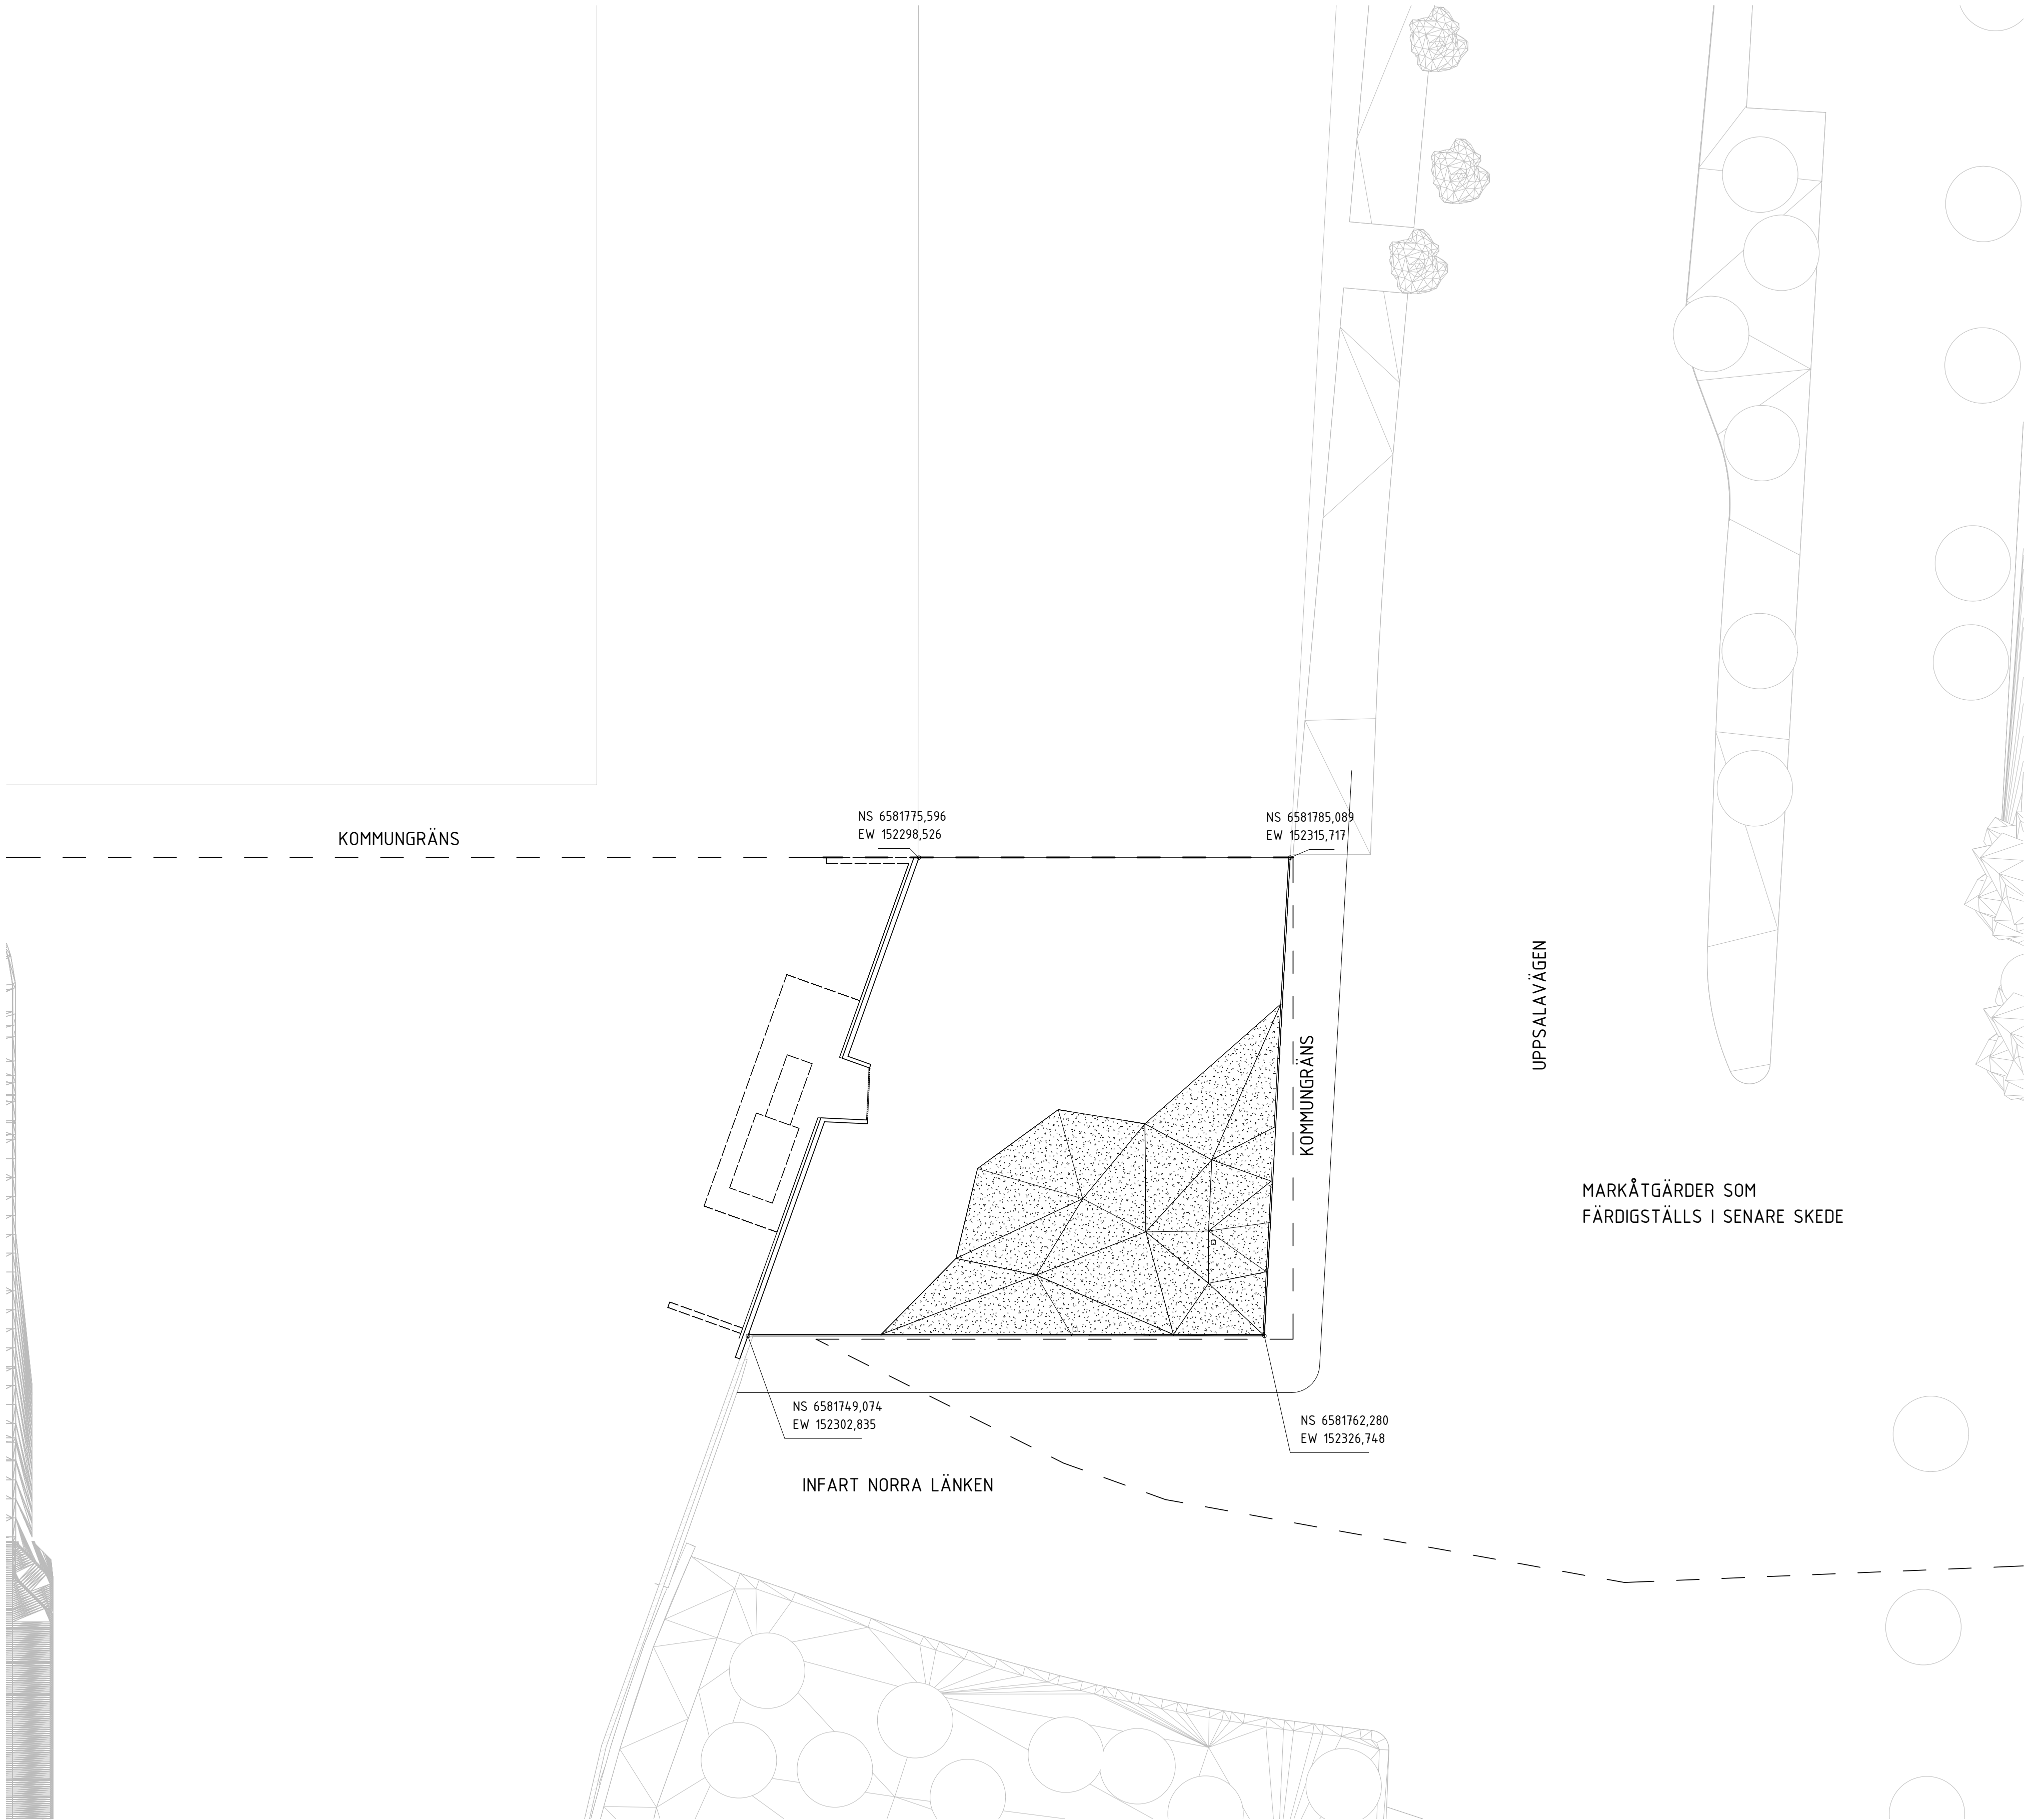 NS 6581775,596
EW 152298,526
NS 6581785,089
EW 152315,717
KOMMUNGRÄNS
UPPSALAVÄGEN
KOMMUNGRÄNS
MARKÅTGÄRDER SOM
FÄRDIGSTÄLLS I SENARE SKEDE
NS 6581749,074
EW 152302,835
NS 6581762,280
EW 152326,748
INFART NORRA LÄNKEN